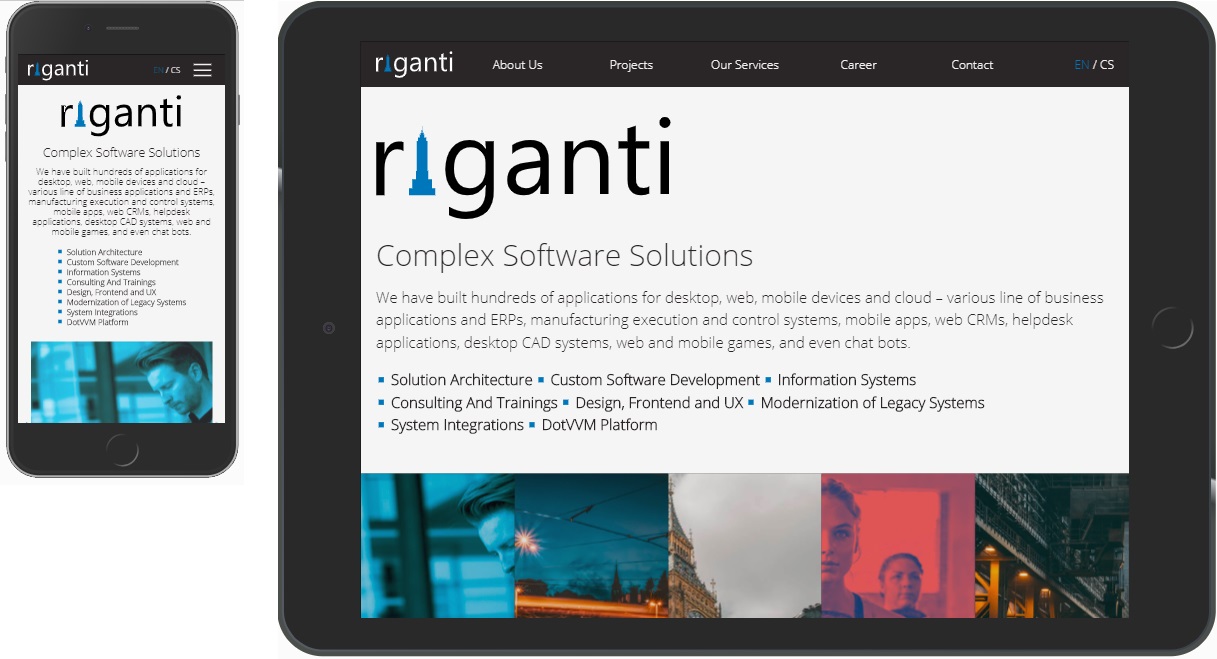 riganti
EN / CS
riganti
Complex Software Solutions
We have built hundreds of applications for
desktop, web, mobile devices and cloud –
various line of business applications and ERPs,
manufacturing execution and control systems,
mobile apps, web CRMs, helpdesk
applications, desktop CAD systems, web and
mobile games, and even chat bots.
Solution Architecture
Custom Software Development
Information Systems
Consulting And Trainings
Design, Frontend and UX
Modernization of Legacy Systems
System Integrations
DotVVM Platform
riganti About Us Projects Our Services Career Contact EN / CS
riganti
Complex Software Solutions
We have built hundreds of applications for desktop, web, mobile devices and cloud – various line of business
applications and ERPs, manufacturing execution and control systems, mobile apps, web CRMs, helpdesk
applications, desktop CAD systems, web and mobile games, and even chat bots.
▪ Solution Architecture ▪ Custom Software Development ▪ Information Systems
▪ Consulting And Trainings ▪ Design, Frontend and UX ▪ Modernization of Legacy Systems
▪ System Integrations ▪ DotVVM Platform